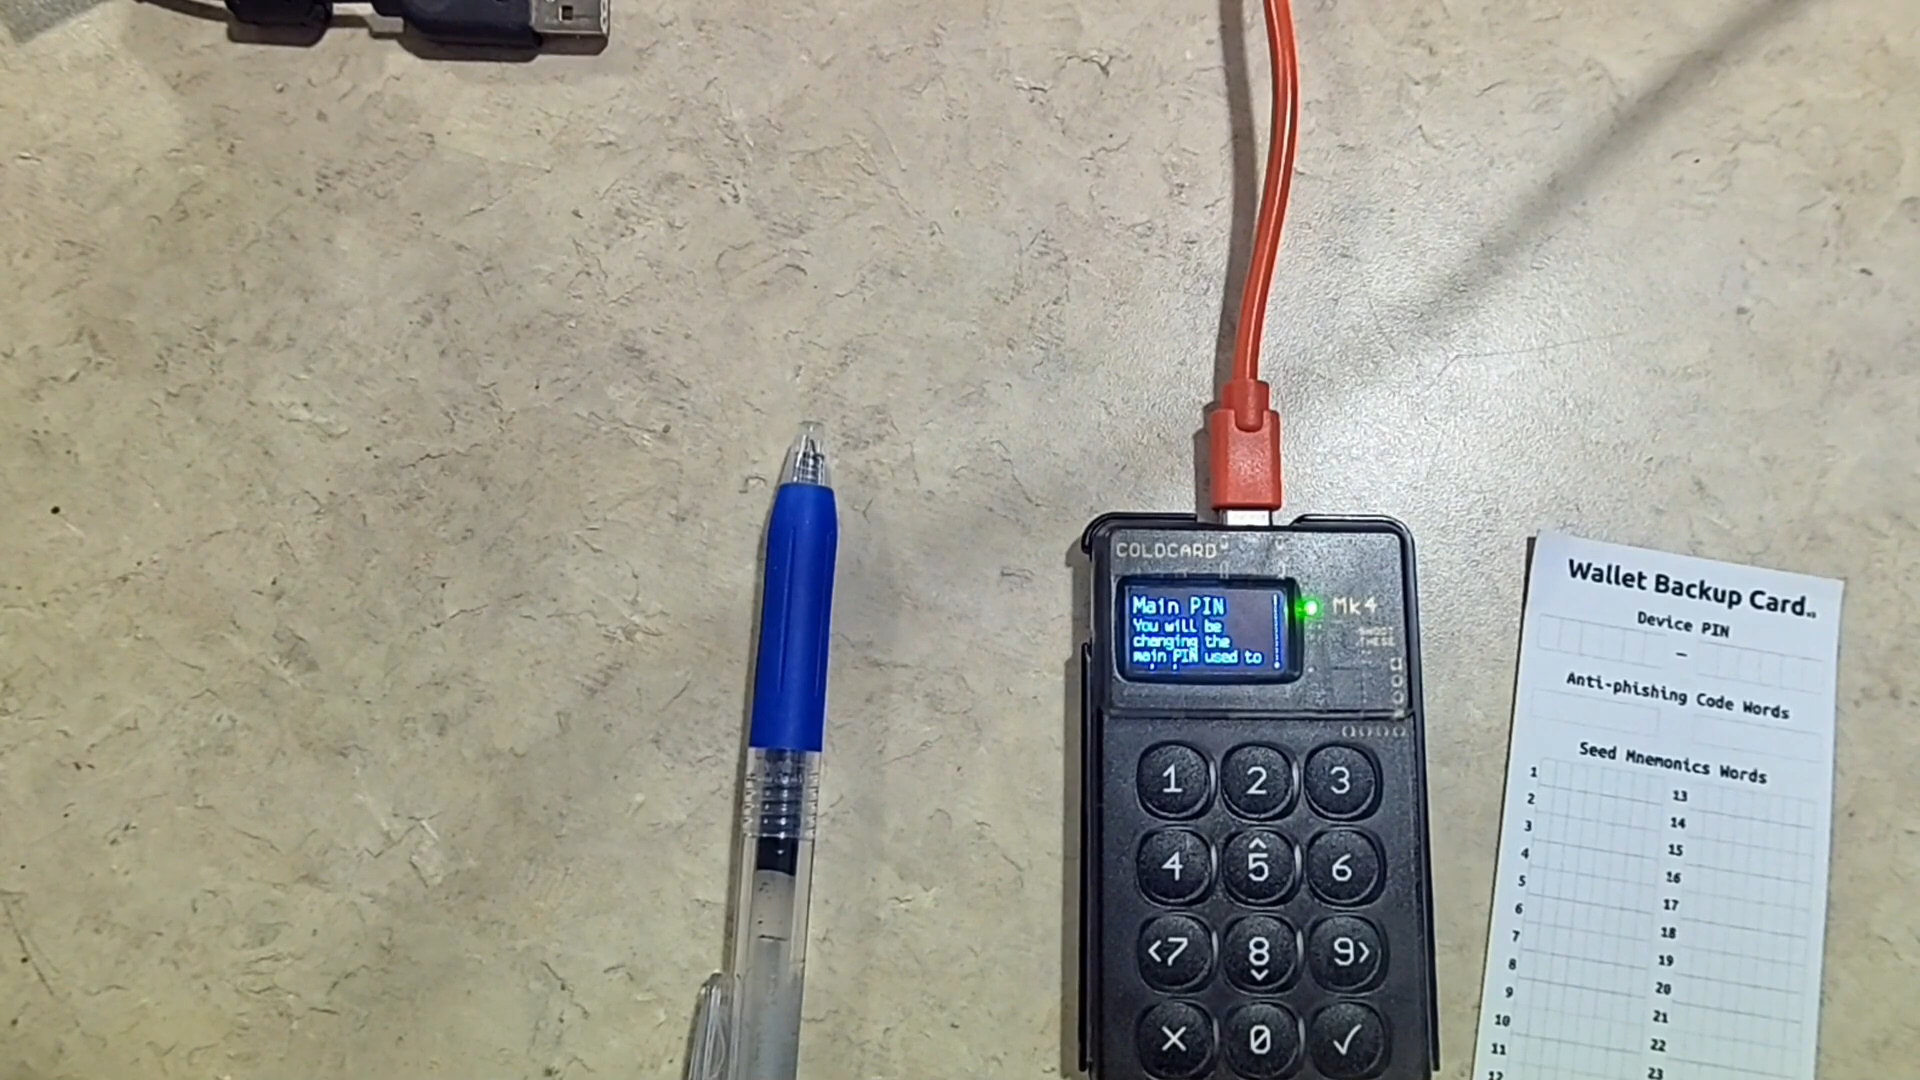 COLDCARD
Main PIN
You will be
changing the
main PIN used to
Mk4
1 2 3
4 5 6
<7 8 9>
X 0 ✓
Wallet Backup Card
Device PIN
–
Anti-phishing Code Words
Seed Mnemonics Words
1 13
2 14
3 15
4 16
5 17
6 18
7 19
8 20
9 21
10 22
11 23
12